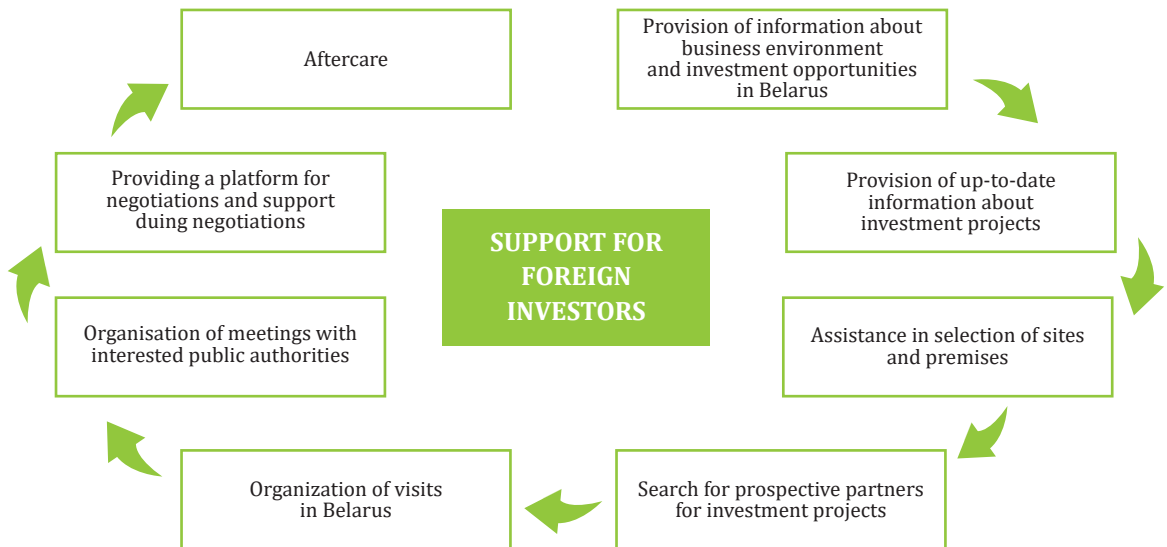 Aftercare
Provision of information about
business environment
and investment opportunities
in Belarus
Providing a platform for
negotiations and support
duing negotiations
Provision of up-to-date
information about
investment projects
SUPPORT FOR
FOREIGN
INVESTORS
Organisation of meetings with
interested public authorities
Assistance in selection of sites
and premises
Organization of visits
in Belarus
Search for prospective partners
for investment projects